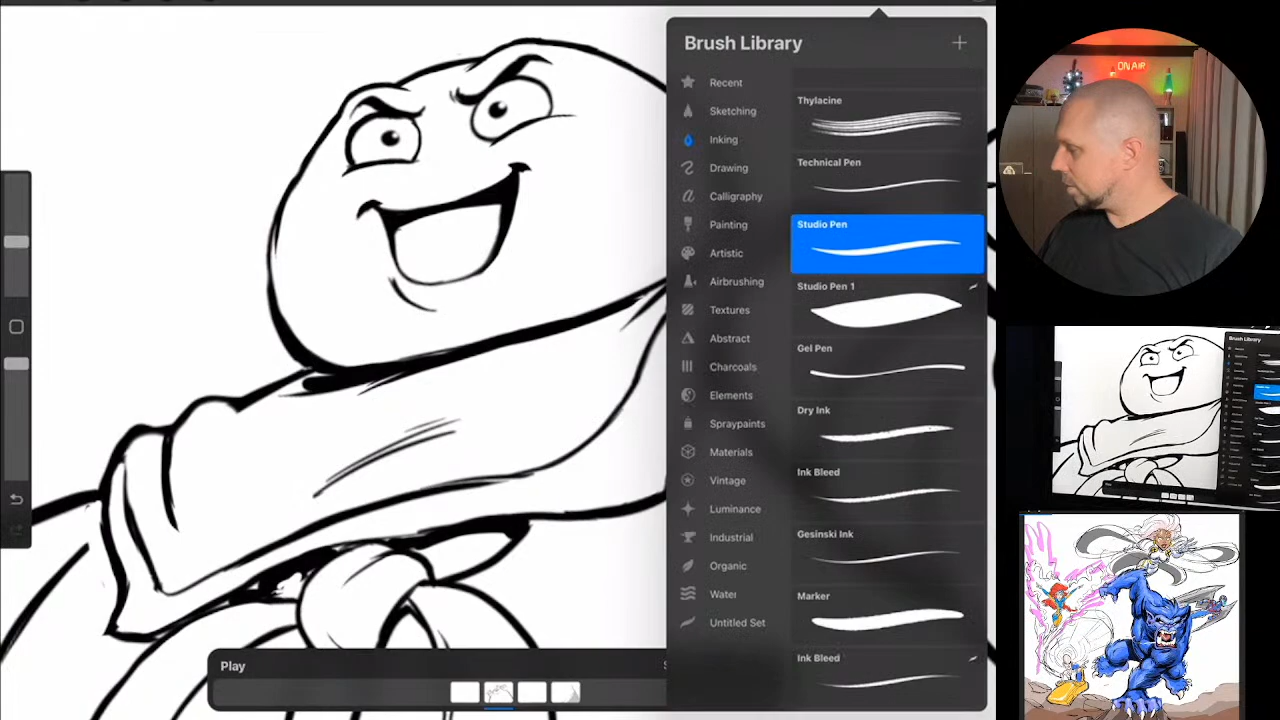 Brush Library
Recent
Sketching
Inking
Drawing
Calligraphy
Painting
Artistic
Airbrushing
Textures
Abstract
Charcoals
Elements
Spraypaints
Materials
Vintage
Luminance
Industrial
Organic
Water
Untitled Set
Thylacine
Technical Pen
Studio Pen
Studio Pen 1
Gel Pen
Dry Ink
Ink Bleed
Gesinski Ink
Marker
Ink Bleed
Play
ON AIR
Brush Library